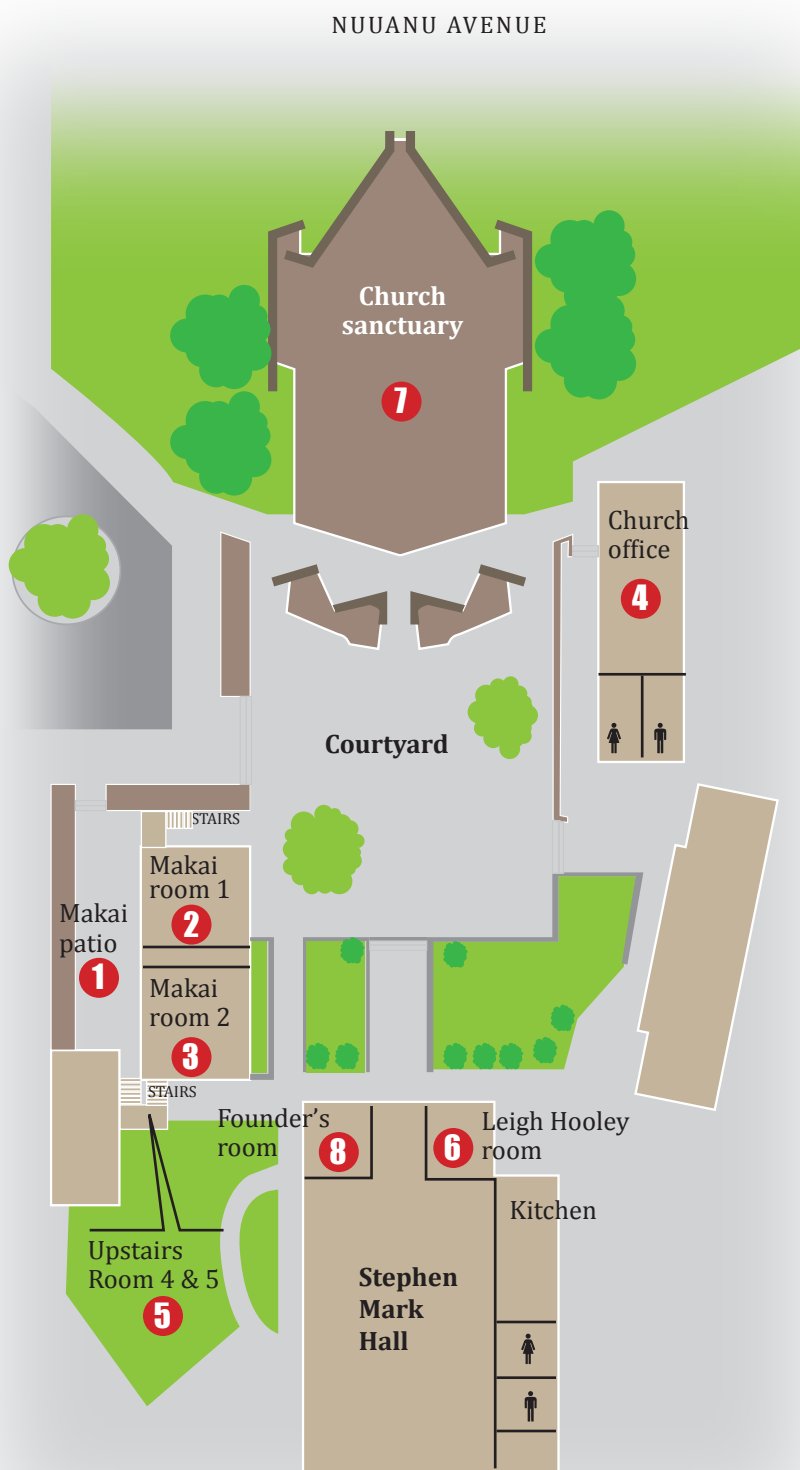 NUUANU AVENUE
Church
sanctuary
7
Church
office
4
Courtyard
STAIRS
Makai
room 1
2
Makai
patio
1
Makai
room 2
3
STAIRS
Founder's
room
8
6
Leigh Hooley
room
Kitchen
Upstairs
Room 4 & 5
5
Stephen
Mark
Hall